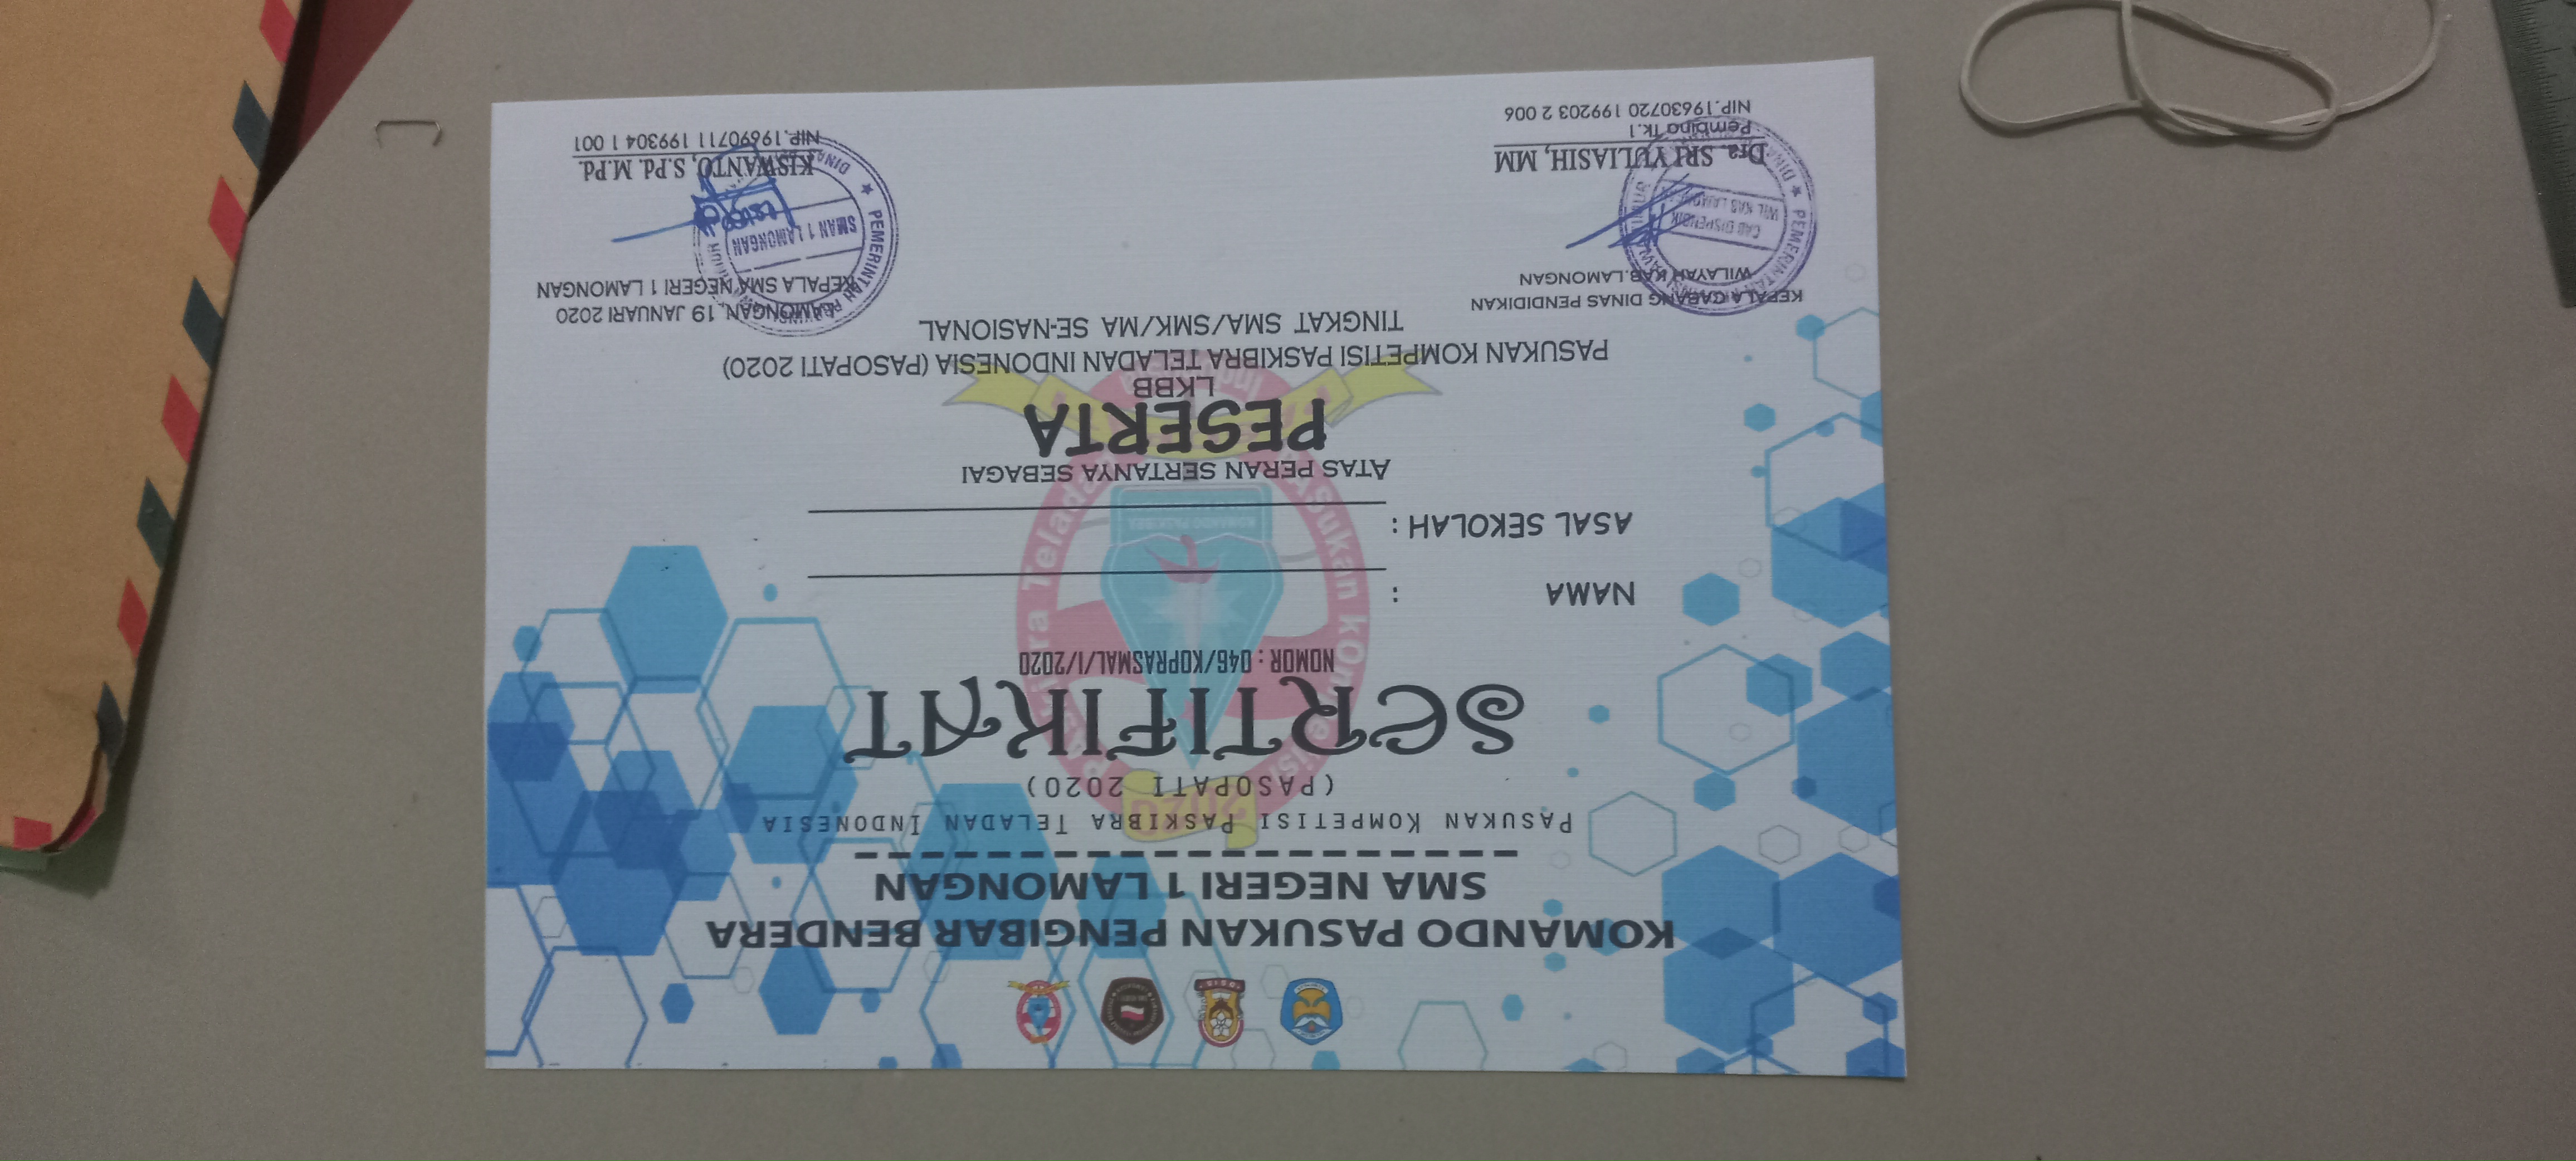 KOMANDO PASUKAN PENGIBAR BENDERA
SMA NEGERI 1 LAMONGAN
PASUKAN KOMPETISI PASKIBRA TELADAN INDONESIA
(PASOPATI 2020)
SERTIFIKAT
NOMOR : 046/KOPRASMAL/I/2020
NAMA :
ASAL SEKOLAH :
ATAS PERAN SERTANYA SEBAGAI
PESERTA
LKBB
PASUKAN KOMPETISI PASKIBRA TELADAN INDONESIA (PASOPATI 2020)
TINGKAT SMA/SMK/MA SE-NASIONAL
KEPALA CABANG DINAS PENDIDIKAN
WILAYAH KAB.LAMONGAN
Dra. SRI YULIASIH, MM
Pembina Tk.1
NIP.19630720 199203 2 006
LAMONGAN, 19 JANUARI 2020
KEPALA SMA NEGERI 1 LAMONGAN
SMAN 1 LAMONGAN
KISWANTO, S.Pd. M.Pd.
NIP.19690711 199304 1 001